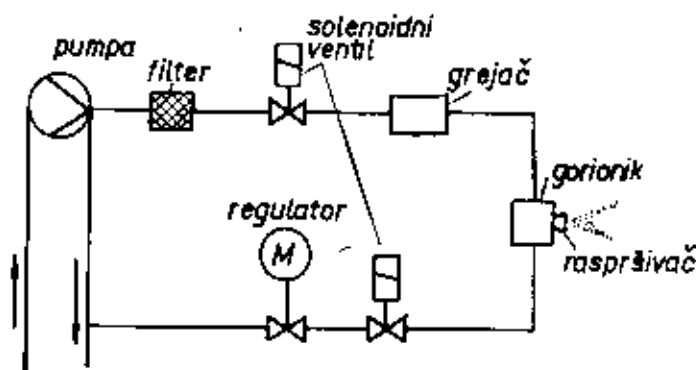 solenoidni
ventil
pumpa
filter
grejač
gorionik
regulator
M
raspršivač